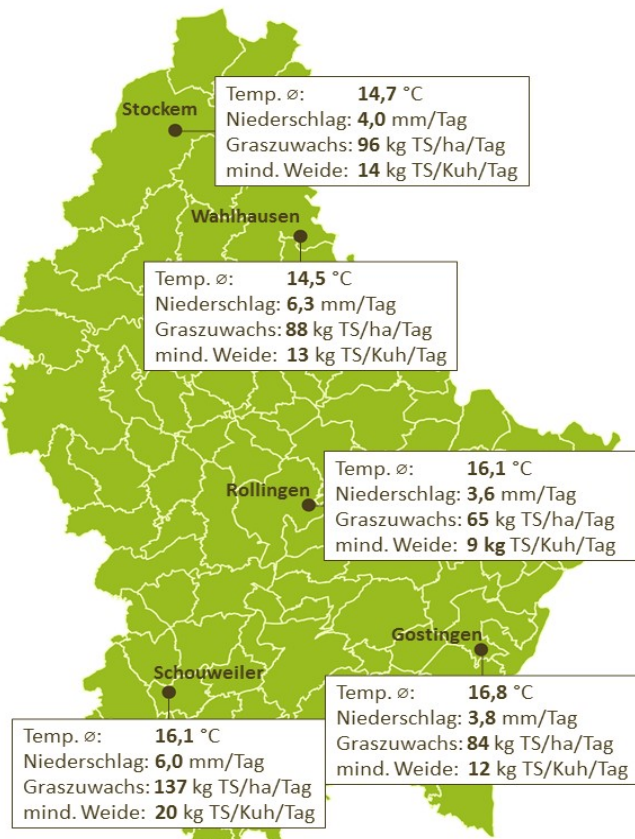 Stockem
Temp. ⌀: 14,7 °C
Niederschlag: 4,0 mm/Tag
Graszuwachs: 96 kg TS/ha/Tag
mind. Weide: 14 kg TS/Kuh/Tag
Wahlhausen
Temp. ⌀: 14,5 °C
Niederschlag: 6,3 mm/Tag
Graszuwachs: 88 kg TS/ha/Tag
mind. Weide: 13 kg TS/Kuh/Tag
Rollingen
Temp. ⌀: 16,1 °C
Niederschlag: 3,6 mm/Tag
Graszuwachs: 65 kg TS/ha/Tag
mind. Weide: 9 kg TS/Kuh/Tag
Gostingen
Temp. ⌀: 16,8 °C
Niederschlag: 3,8 mm/Tag
Graszuwachs: 84 kg TS/ha/Tag
mind. Weide: 12 kg TS/Kuh/Tag
Schouweiler
Temp. ⌀: 16,1 °C
Niederschlag: 6,0 mm/Tag
Graszuwachs: 137 kg TS/ha/Tag
mind. Weide: 20 kg TS/Kuh/Tag